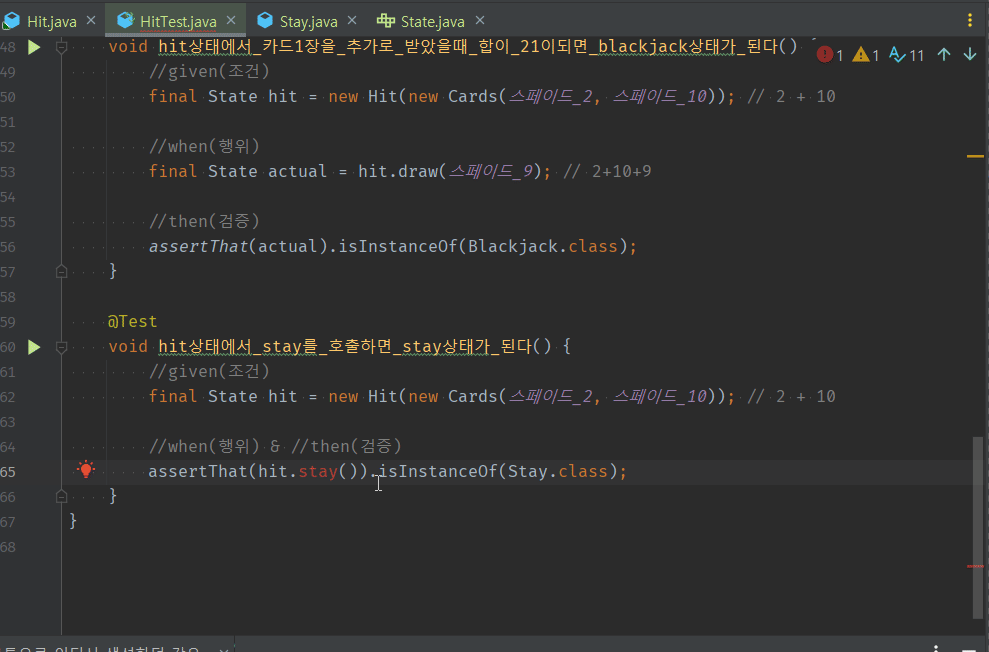 Hit.java HitTest.java Stay.java State.java
48 void hit상태에서_카드1장을_추가로_받았을때_합이_21이되면_blackjack상태가_된다() 1 1 11
49 //given(조건)
50 final State hit = new Hit(new Cards(스페이드_2, 스페이드_10)); // 2 + 10
51
52 //when(행위)
53 final State actual = hit.draw(스페이드_9); // 2+10+9
54
55 //then(검증)
56 assertThat(actual).isInstanceOf(Blackjack.class);
57 }
58
59 @Test
60 void hit상태에서_stay를_호출하면_stay상태가_된다() {
61 //given(조건)
62 final State hit = new Hit(new Cards(스페이드_2, 스페이드_10)); // 2 + 10
63
64 //when(행위) & //then(검증)
65 assertThat(hit.stay()).isInstanceOf(Stay.class);
66 }
67 }
68